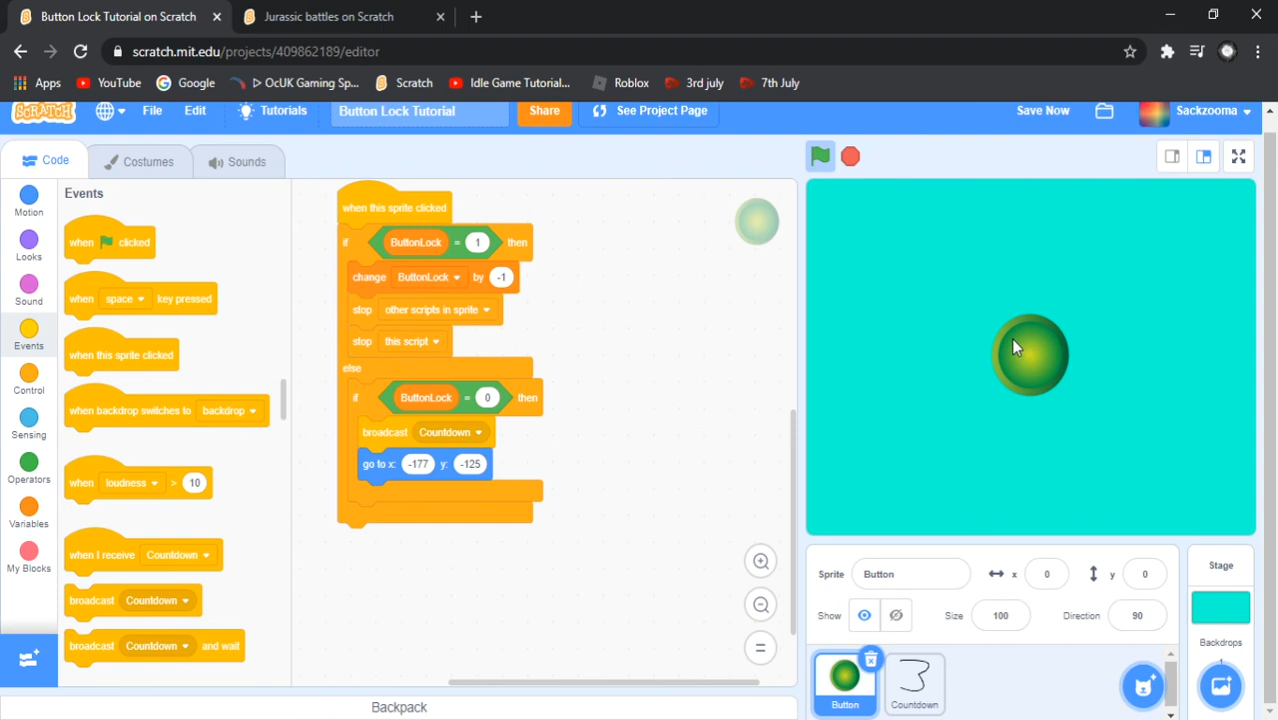 Button Lock Tutorial on Scratch
Jurassic battles on Scratch
scratch.mit.edu/projects/409862189/editor
Apps
YouTube
Google
ᐅ OcUK Gaming Sp...
Scratch
Idle Game Tutorial...
Roblox
3rd july
7th July
SCRATCH
File
Edit
Tutorials
Button Lock Tutorial
Share
See Project Page
Save Now
Sackzooma
Code
Costumes
Sounds
Motion
Looks
Sound
Events
Control
Sensing
Operators
Variables
My Blocks
Events
when clicked
when space key pressed
when this sprite clicked
when backdrop switches to backdrop
when loudness > 10
when I receive Countdown
broadcast Countdown
broadcast Countdown and wait
when this sprite clicked
if ButtonLock = 1 then
change ButtonLock by -1
stop other scripts in sprite
stop this script
else
if ButtonLock = 0 then
broadcast Countdown
go to x: -177 y: -125
Backpack
Sprite Button x 0 y 0
Show Size 100 Direction 90
Button
Countdown
Stage
Backdrops
1